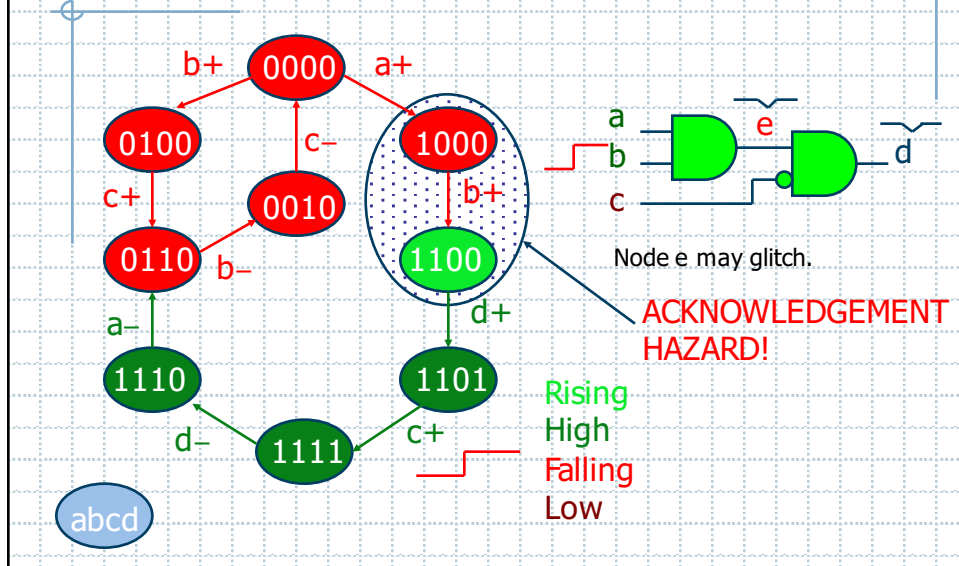 b+
0000
a+
0100
1000
c–
c+
b+
0010
0110
b–
1100
a–
d+
1110
1101
d–
c+
1111
abcd
a
b
c
e
d
Node e may glitch.
ACKNOWLEDGEMENT
HAZARD!
Rising
High
Falling
Low